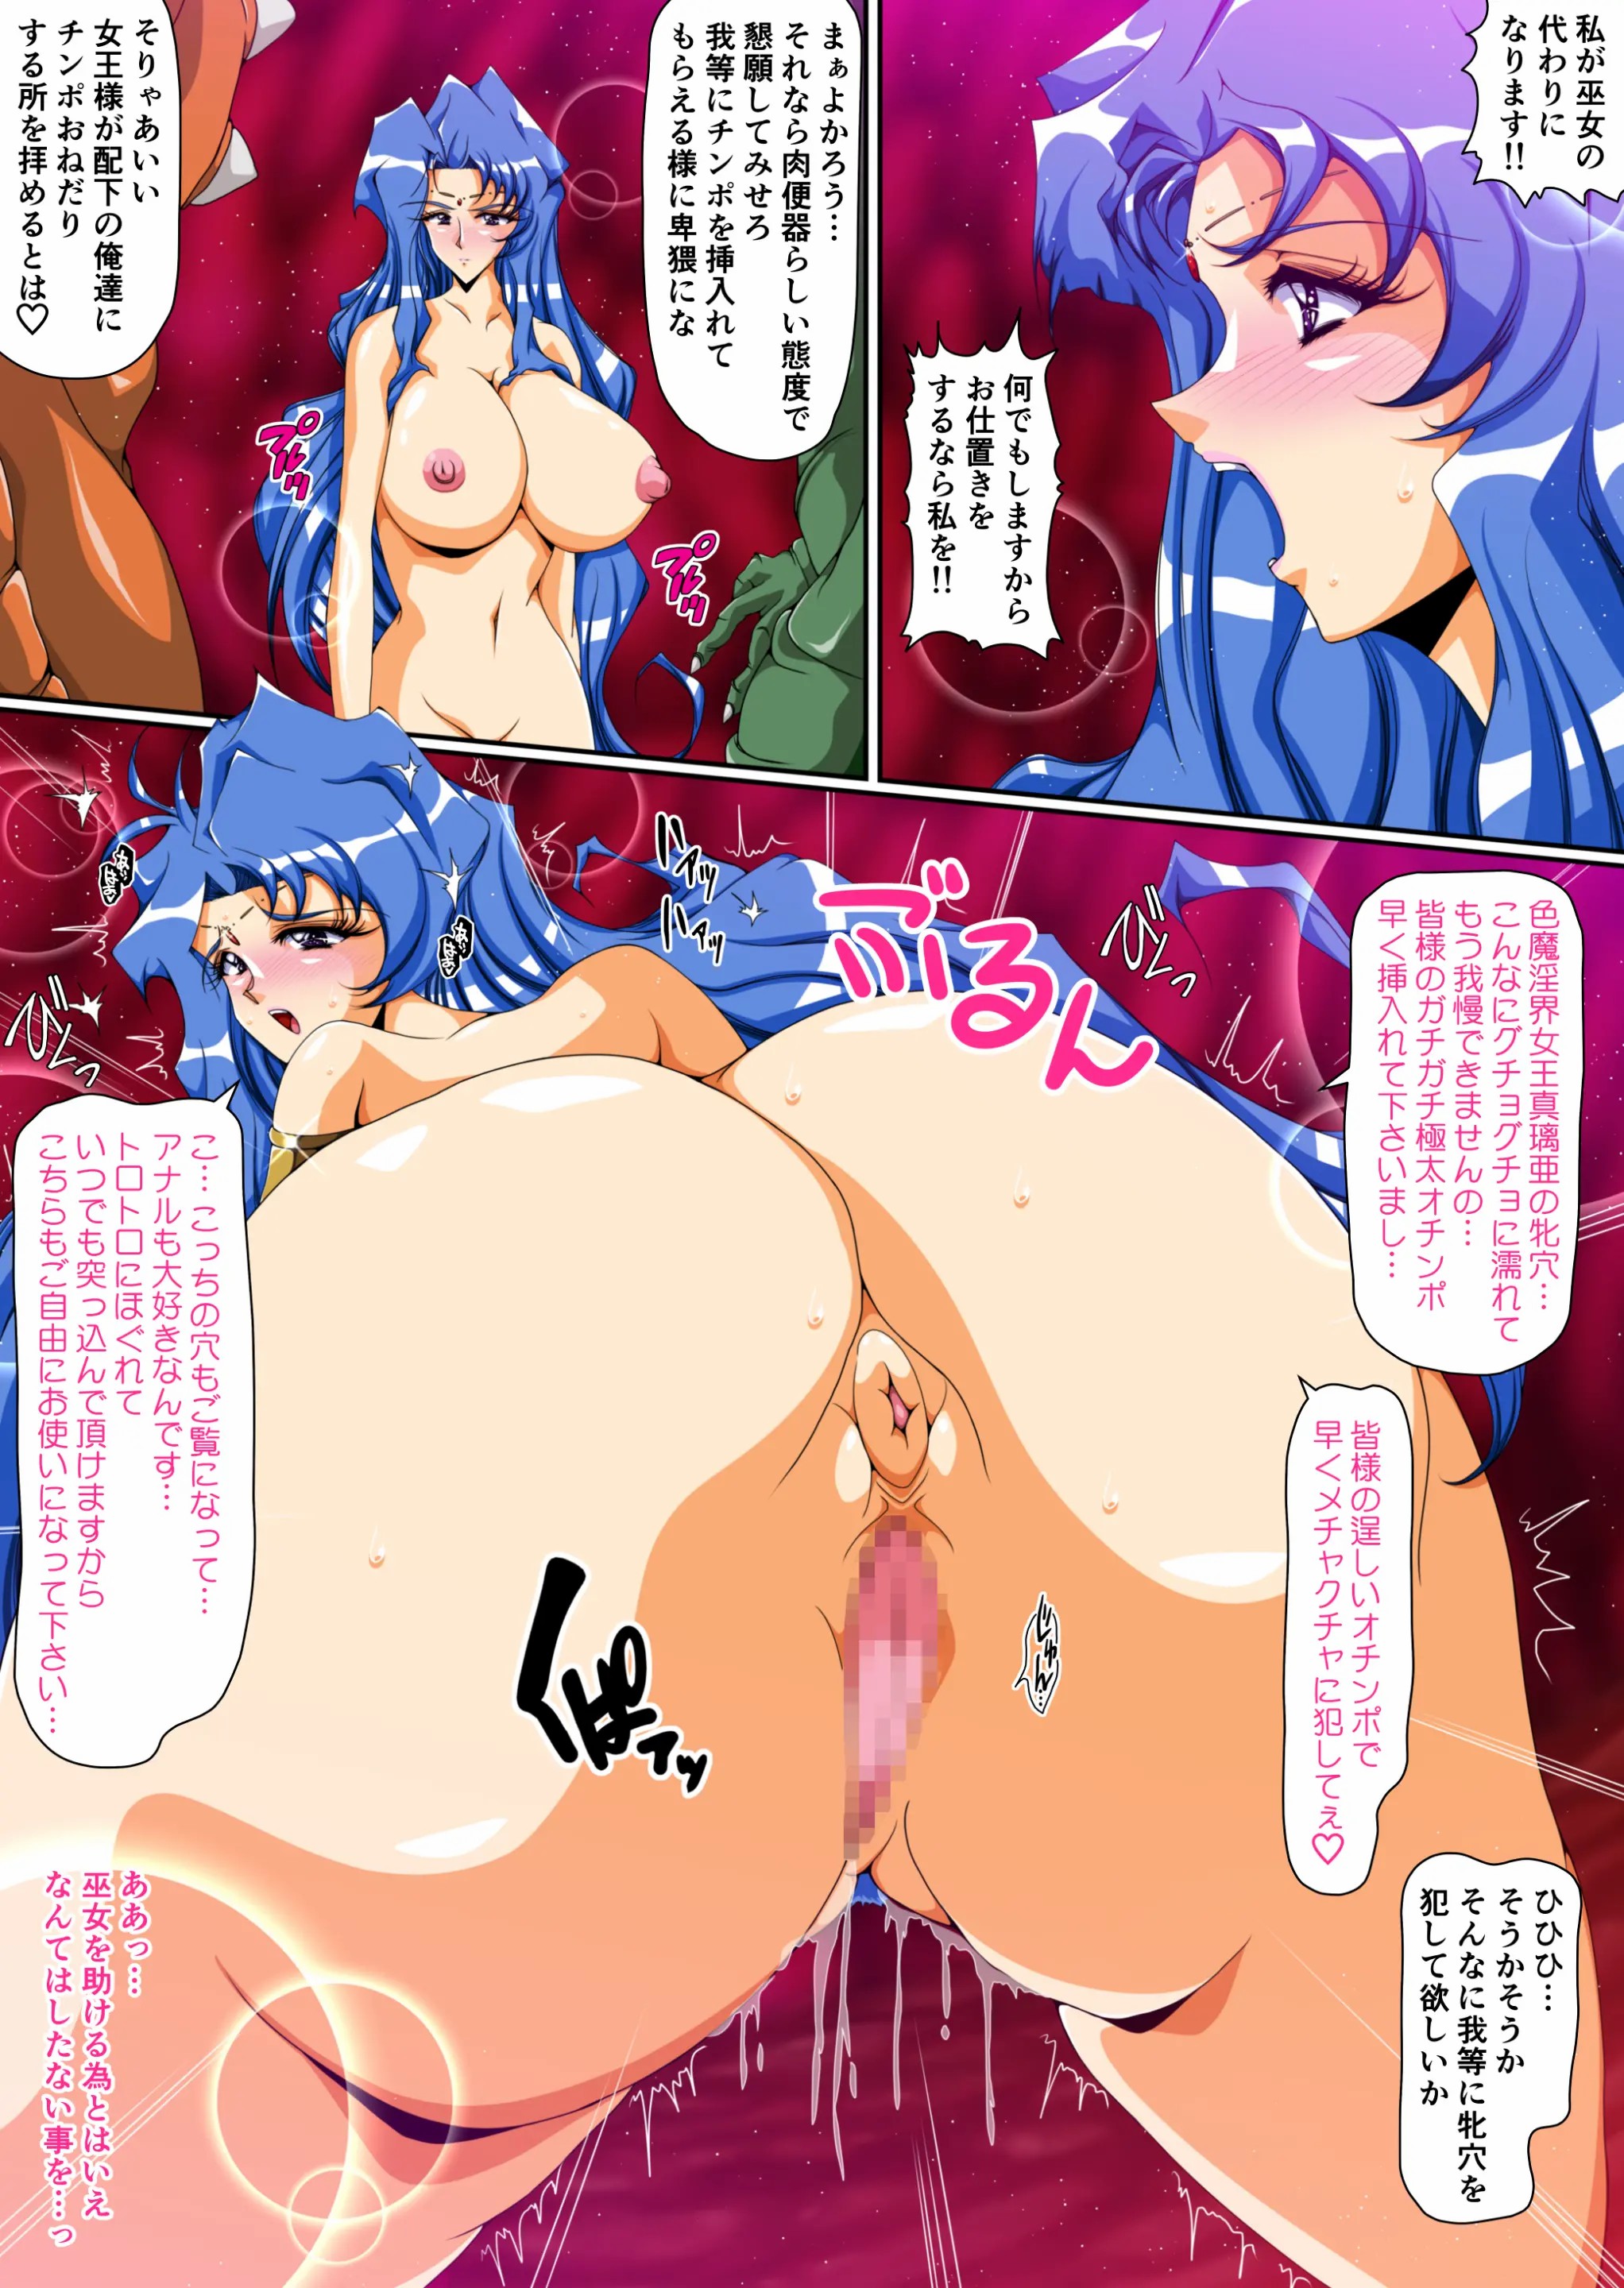 私が巫女の
代わりに
なります!!
何でもしますから
お仕置きを
するなら私を!!
まぁよかろう…
それなら肉便器らしい態度で
懇願してみせろ
我等にチンポを挿入れて
もらえる様に卑猥にな
そりゃあいい
女王様が配下の俺達に
チンポおねだり
する所を拝めるとは♡
プルッ
プルッ
色魔淫界女王真璃亜の牝穴…
こんなにグチョグチョに濡れて
もう我慢できませんの…
皆様のガチガチ極太オチンポ
早く挿入れて下さいまし…
ビクっ
ぶるるん
ハァッ
ハァッ
ビクっ
こ…こっちの穴もご覧になって…
アナルも大好きなんです…
トロトロにほぐれて
いつでも突っ込んで頂けますから
こちらもご自由にお使いになって下さい…
皆様の逞しいオチンポで
早くメチャクチャに犯してぇ♡
くぱァッ
ヒヒヒ…
そうかそうか
そんなに我等に牝穴を
犯して欲しいか
ああっ…
巫女を助ける為とはいえ
なんてはしたない事を…っ